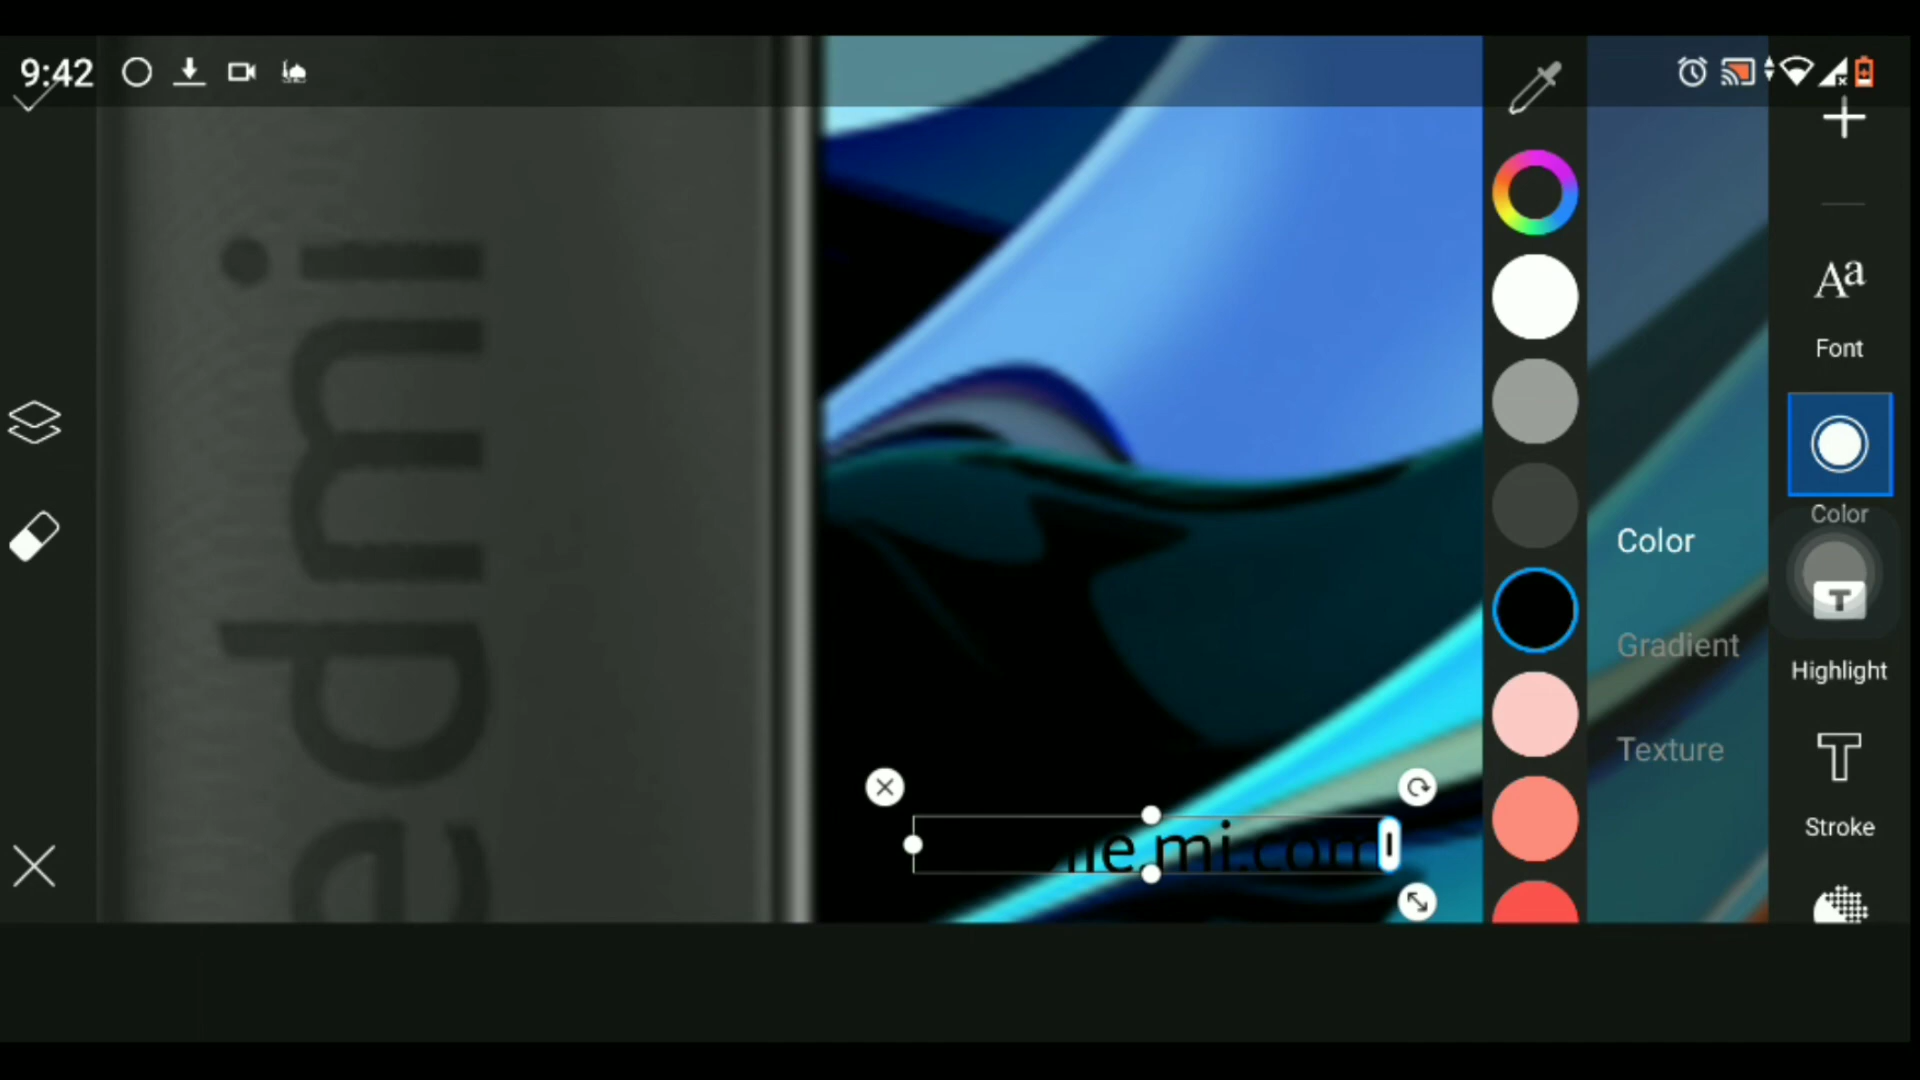 9:42
edmi
Aa
Font
Color
Color
T
Highlight
Gradient
T
Stroke
Texture
e.mi.com